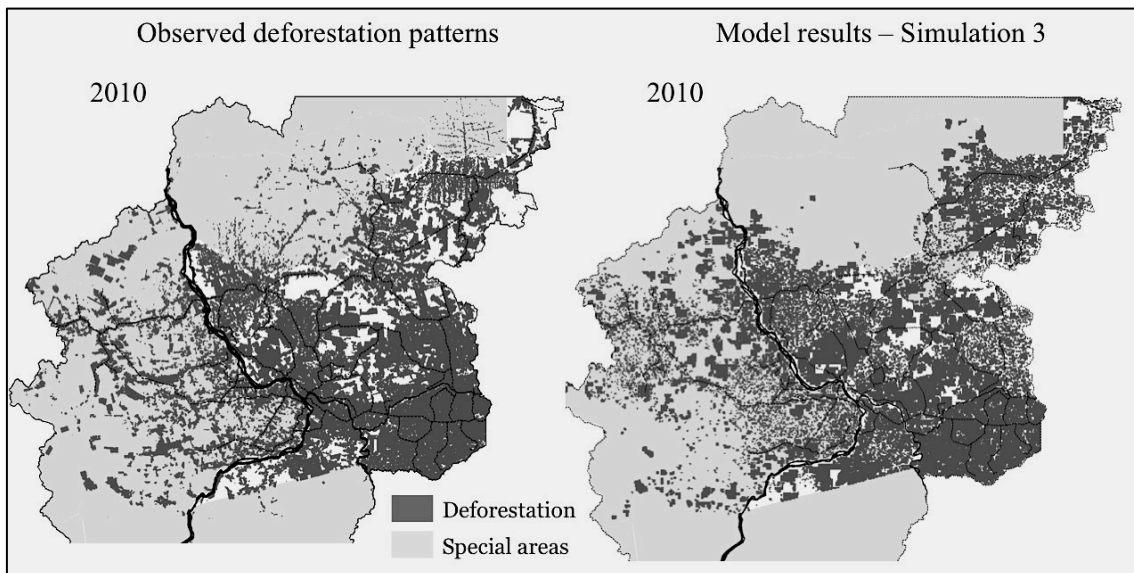 Observed deforestation patterns
Model results – Simulation 3
2010
2010
Deforestation
Special areas